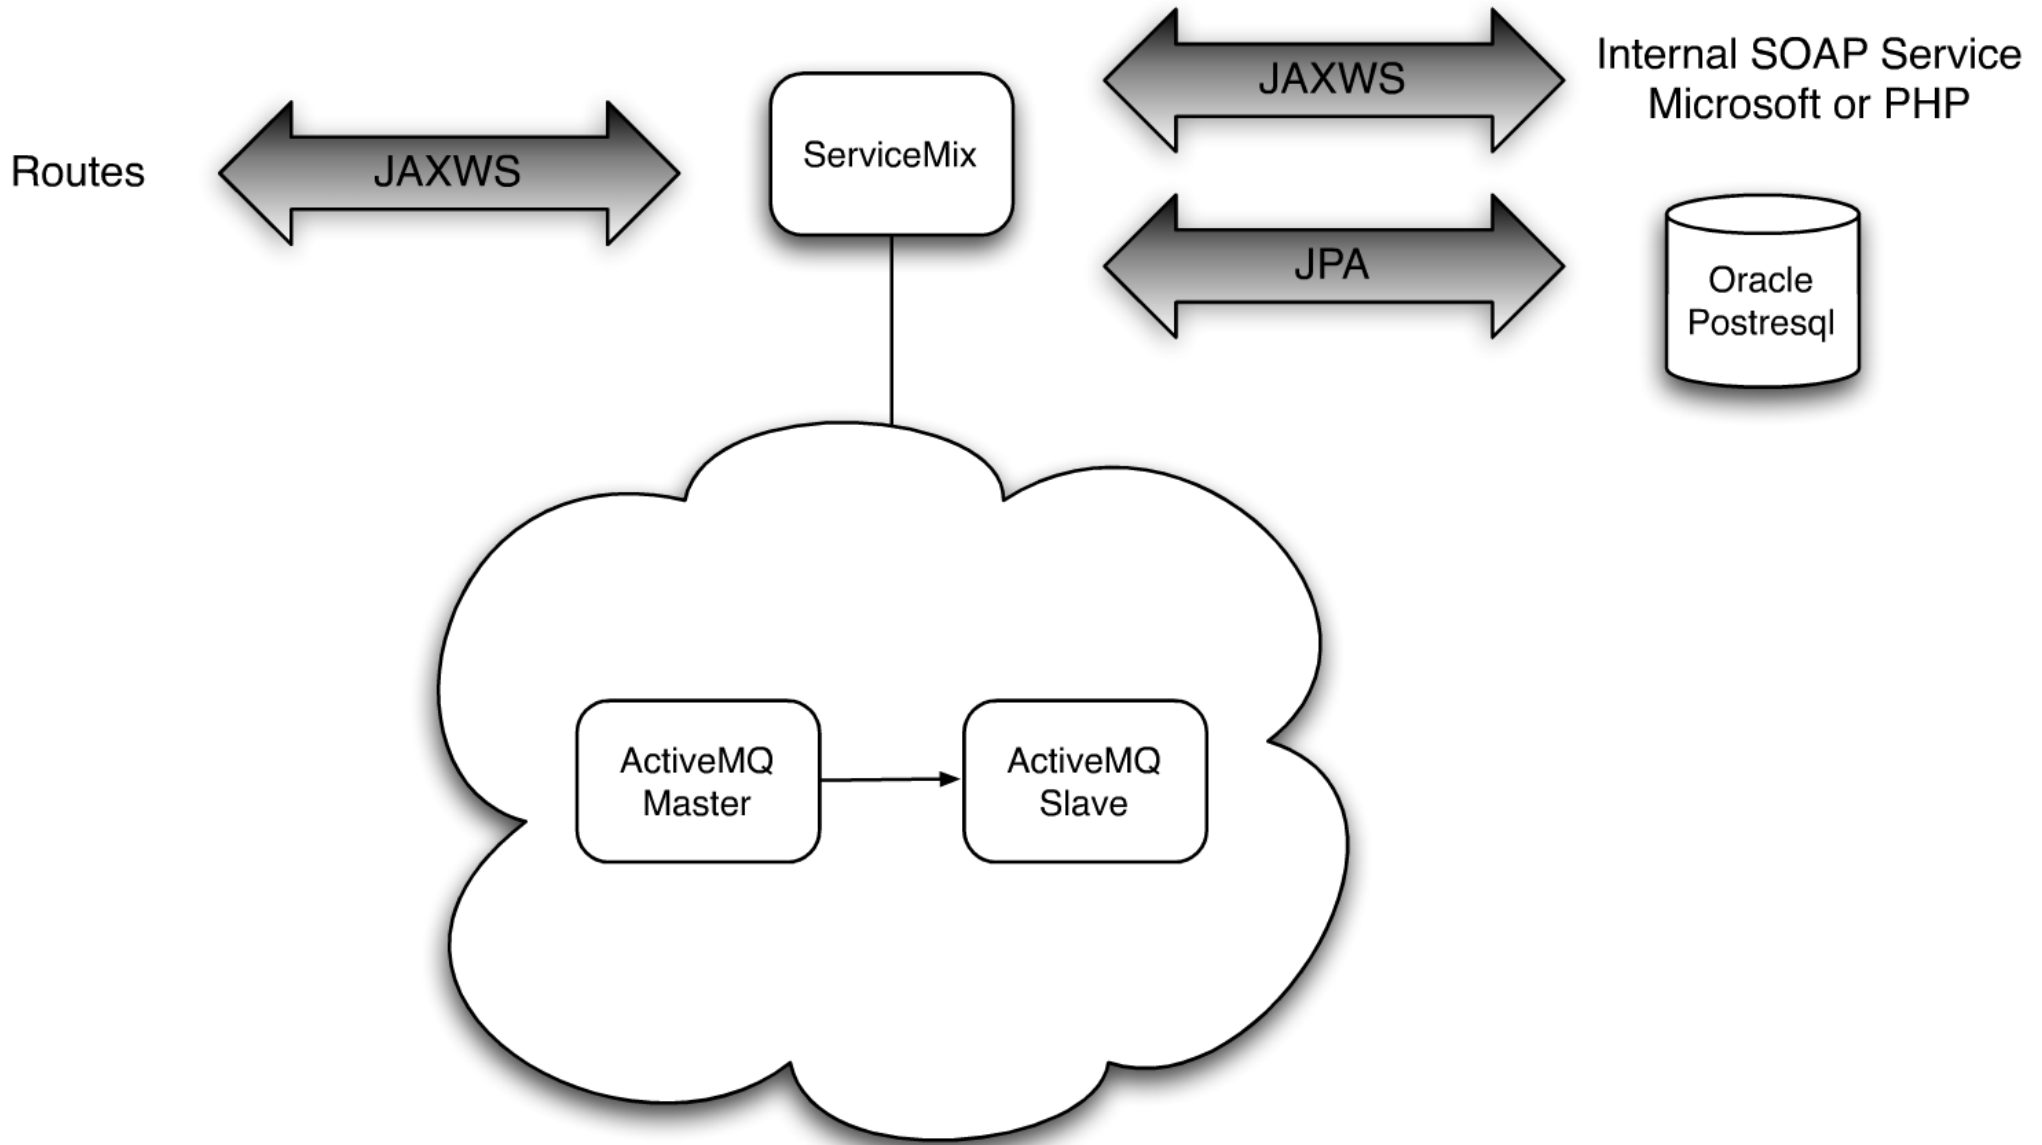 Routes
JAXWS
ServiceMix
JAXWS
Internal SOAP Service
Microsoft or PHP
JPA
Oracle
Postresql
ActiveMQ
Master
ActiveMQ
Slave